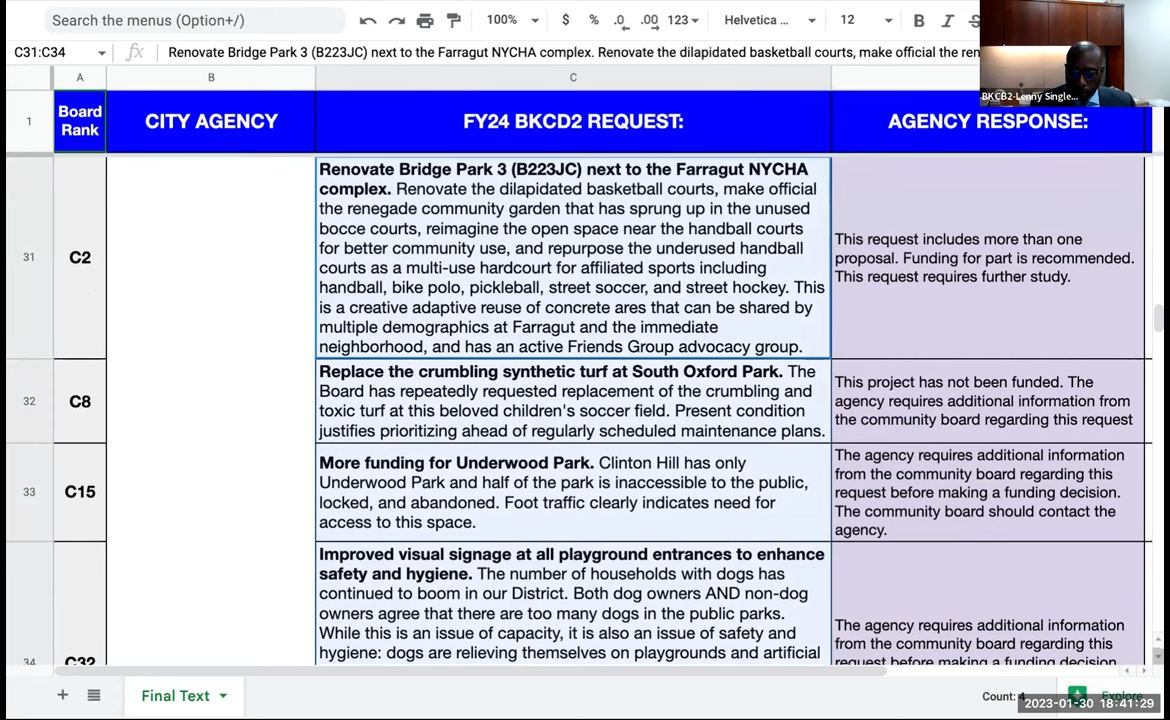 Search the menus (Option+/)
100%
$ % .0 .00 123
Helvetica ...
12
B I S
C31:C34
fx
Renovate Bridge Park 3 (B223JC) next to the Farragut NYCHA complex. Renovate the dilapidated basketball courts, make official the ren
BKCB2-Lenny Single...
A B C
1
Board
Rank
CITY AGENCY
FY24 BKCD2 REQUEST:
AGENCY RESPONSE:
31
C2
Renovate Bridge Park 3 (B223JC) next to the Farragut NYCHA
complex. Renovate the dilapidated basketball courts, make official
the renegade community garden that has sprung up in the unused
bocce courts, reimagine the open space near the handball courts
for better community use, and repurpose the underused handball
courts as a multi-use hardcourt for affiliated sports including
handball, bike polo, pickleball, street soccer, and street hockey. This
is a creative adaptive reuse of concrete ares that can be shared by
multiple demographics at Farragut and the immediate
neighborhood, and has an active Friends Group advocacy group.
This request includes more than one
proposal. Funding for part is recommended.
This request requires further study.
32
C8
Replace the crumbling synthetic turf at South Oxford Park. The
Board has repeatedly requested replacement of the crumbling and
toxic turf at this beloved children's soccer field. Present condition
justifies prioritizing ahead of regularly scheduled maintenance plans.
This project has not been funded. The
agency requires additional information from
the community board regarding this request
33
C15
More funding for Underwood Park. Clinton Hill has only
Underwood Park and half of the park is inaccessible to the public,
locked, and abandoned. Foot traffic clearly indicates need for
access to this space.
The agency requires additional information
from the community board regarding this
request before making a funding decision.
The community board should contact the
agency.
34
C32
Improved visual signage at all playground entrances to enhance
safety and hygiene. The number of households with dogs has
continued to boom in our District. Both dog owners AND non-dog
owners agree that there are too many dogs in the public parks.
While this is an issue of capacity, it is also an issue of safety and
hygiene: dogs are relieving themselves on playgrounds and artificial
The agency requires additional information
from the community board regarding this
request before making a funding decision
Final Text
Count: 4
Explore
2023-01-30 18:41:29